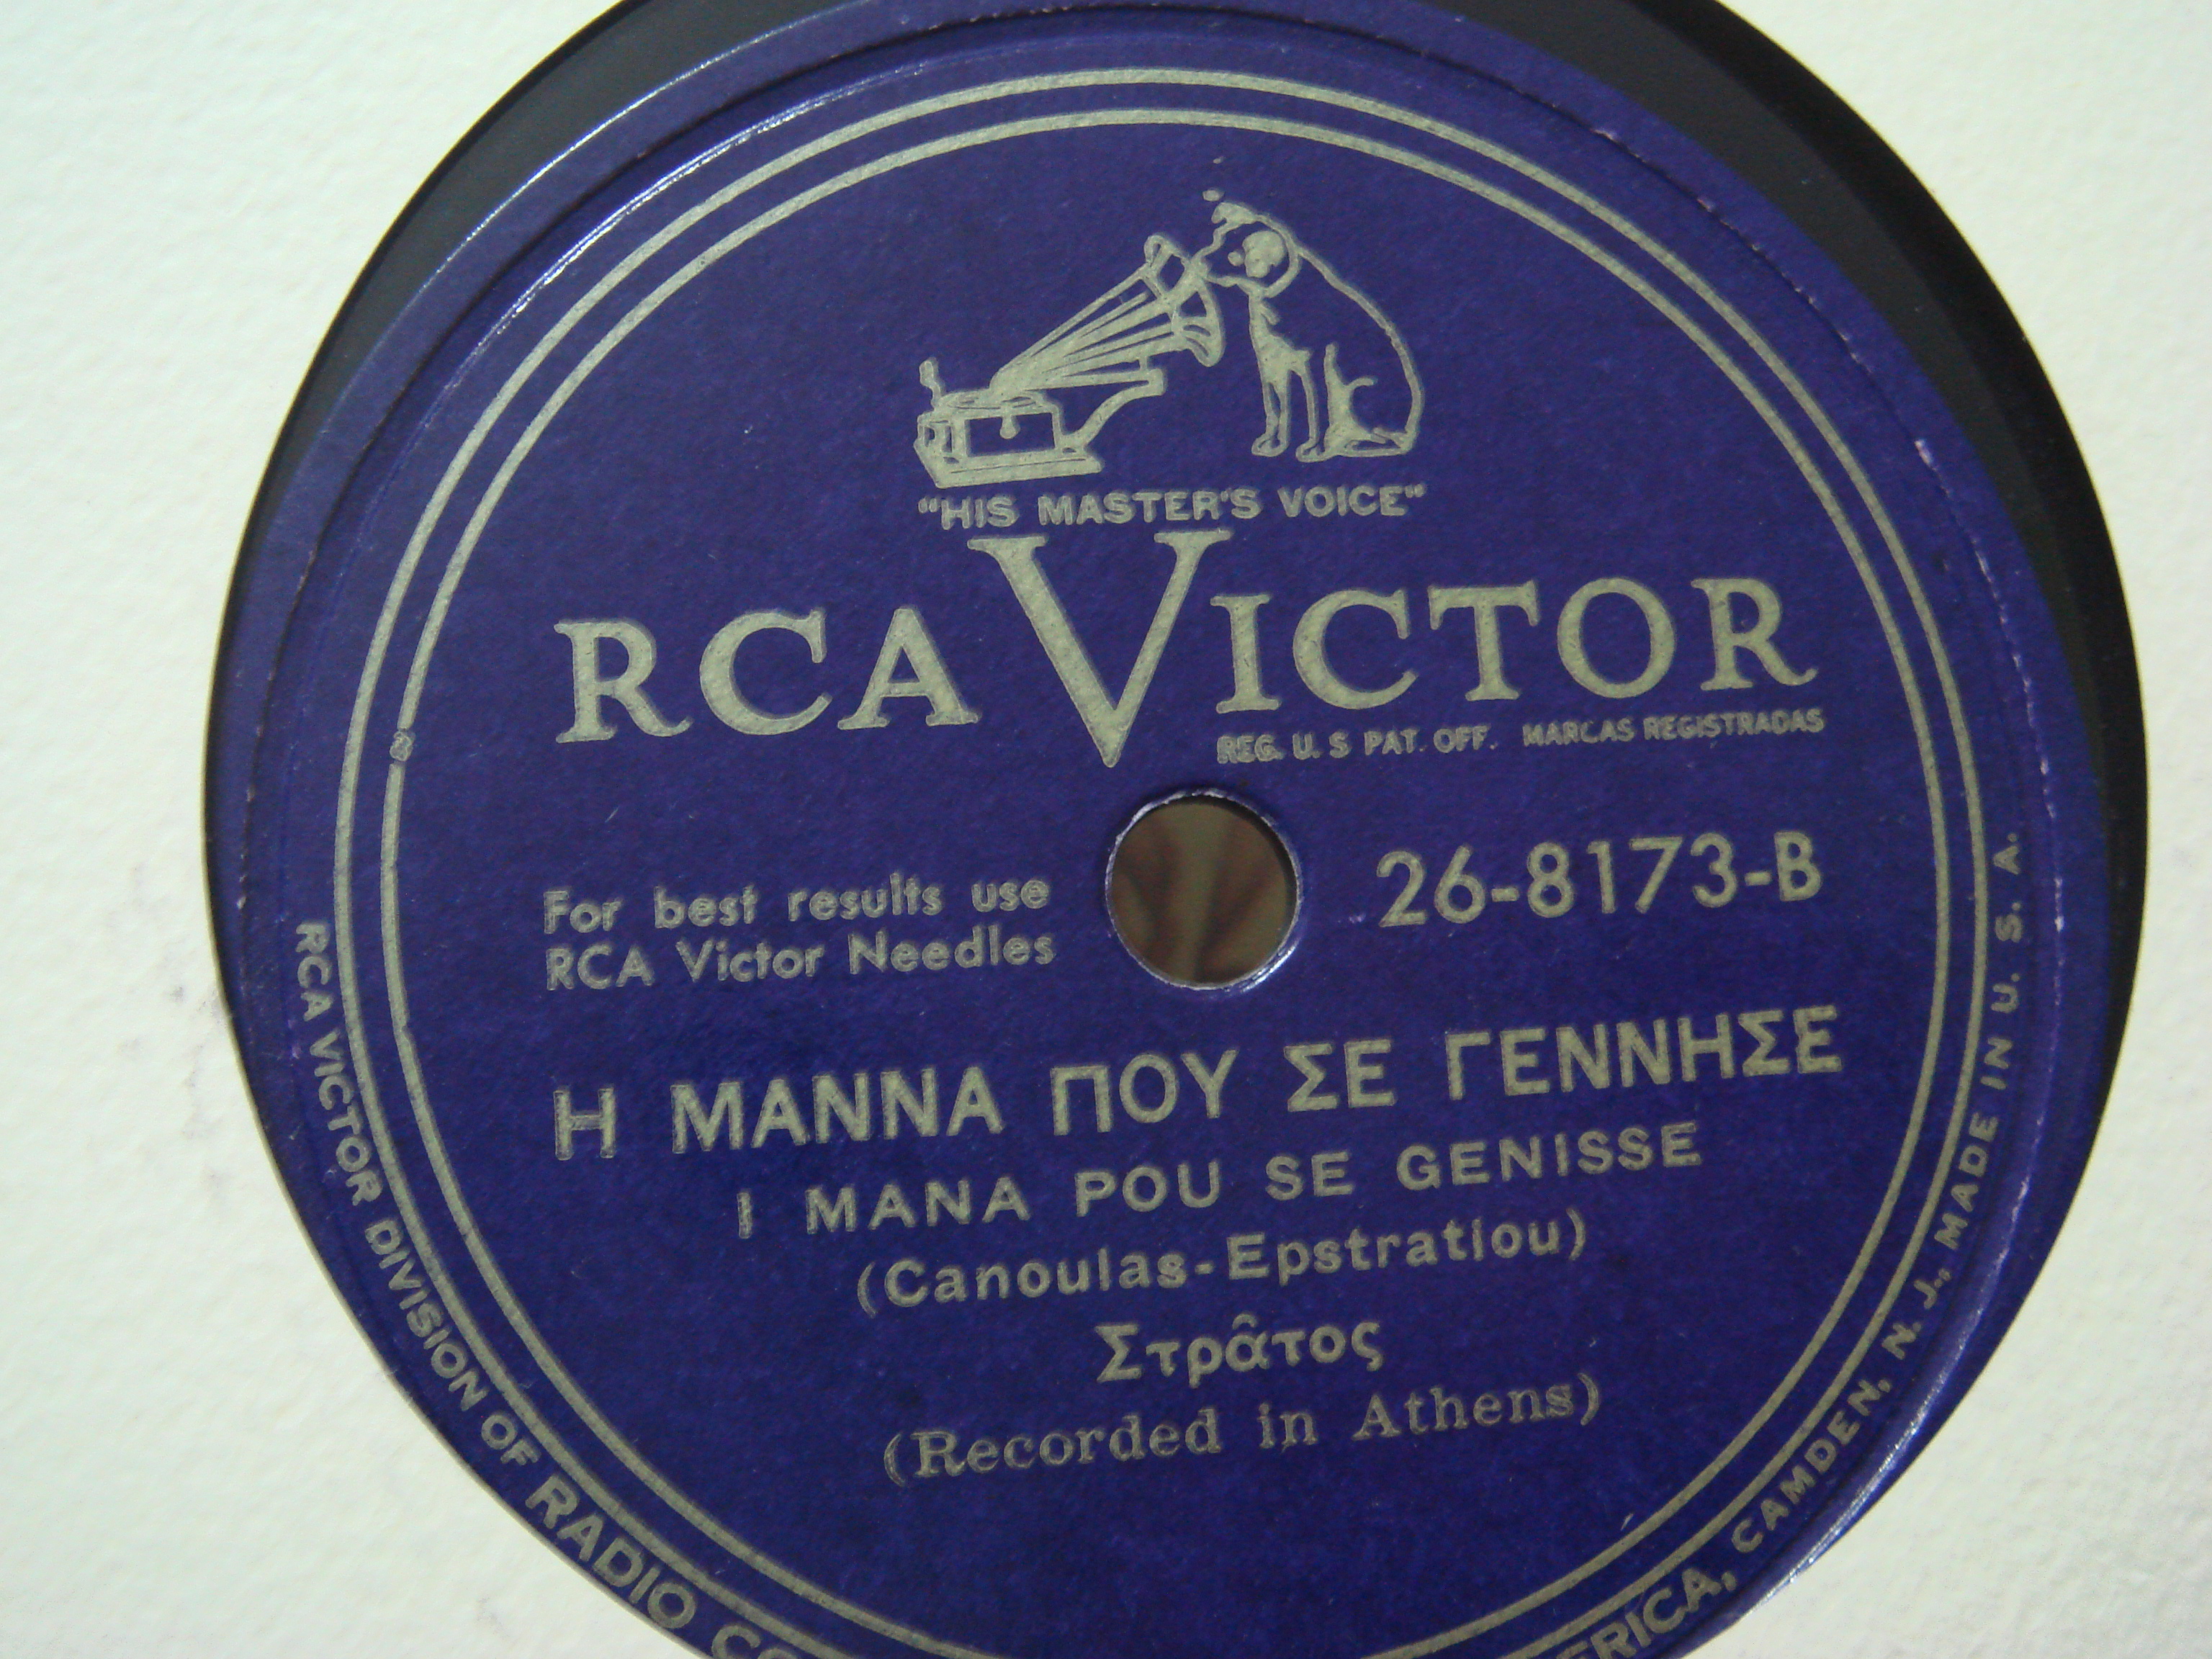 "HIS MASTER'S VOICE"
RCA VICTOR
REG. U. S PAT. OFF. MARCAS REGISTRADAS
For best results use
RCA Victor Needles
26-8173-B
Η ΜΑΝΝΑ ΠΟΥ ΣΕ ΓΕΝΝΗΣΕ
I MANA POU SE GENISSE
(Canoulas-Epstratiou)
Στρᾶτος
(Recorded in Athens)
RCA VICTOR DIVISION OF RADIO
CAMDEN, N. J., MADE IN U. S. A.